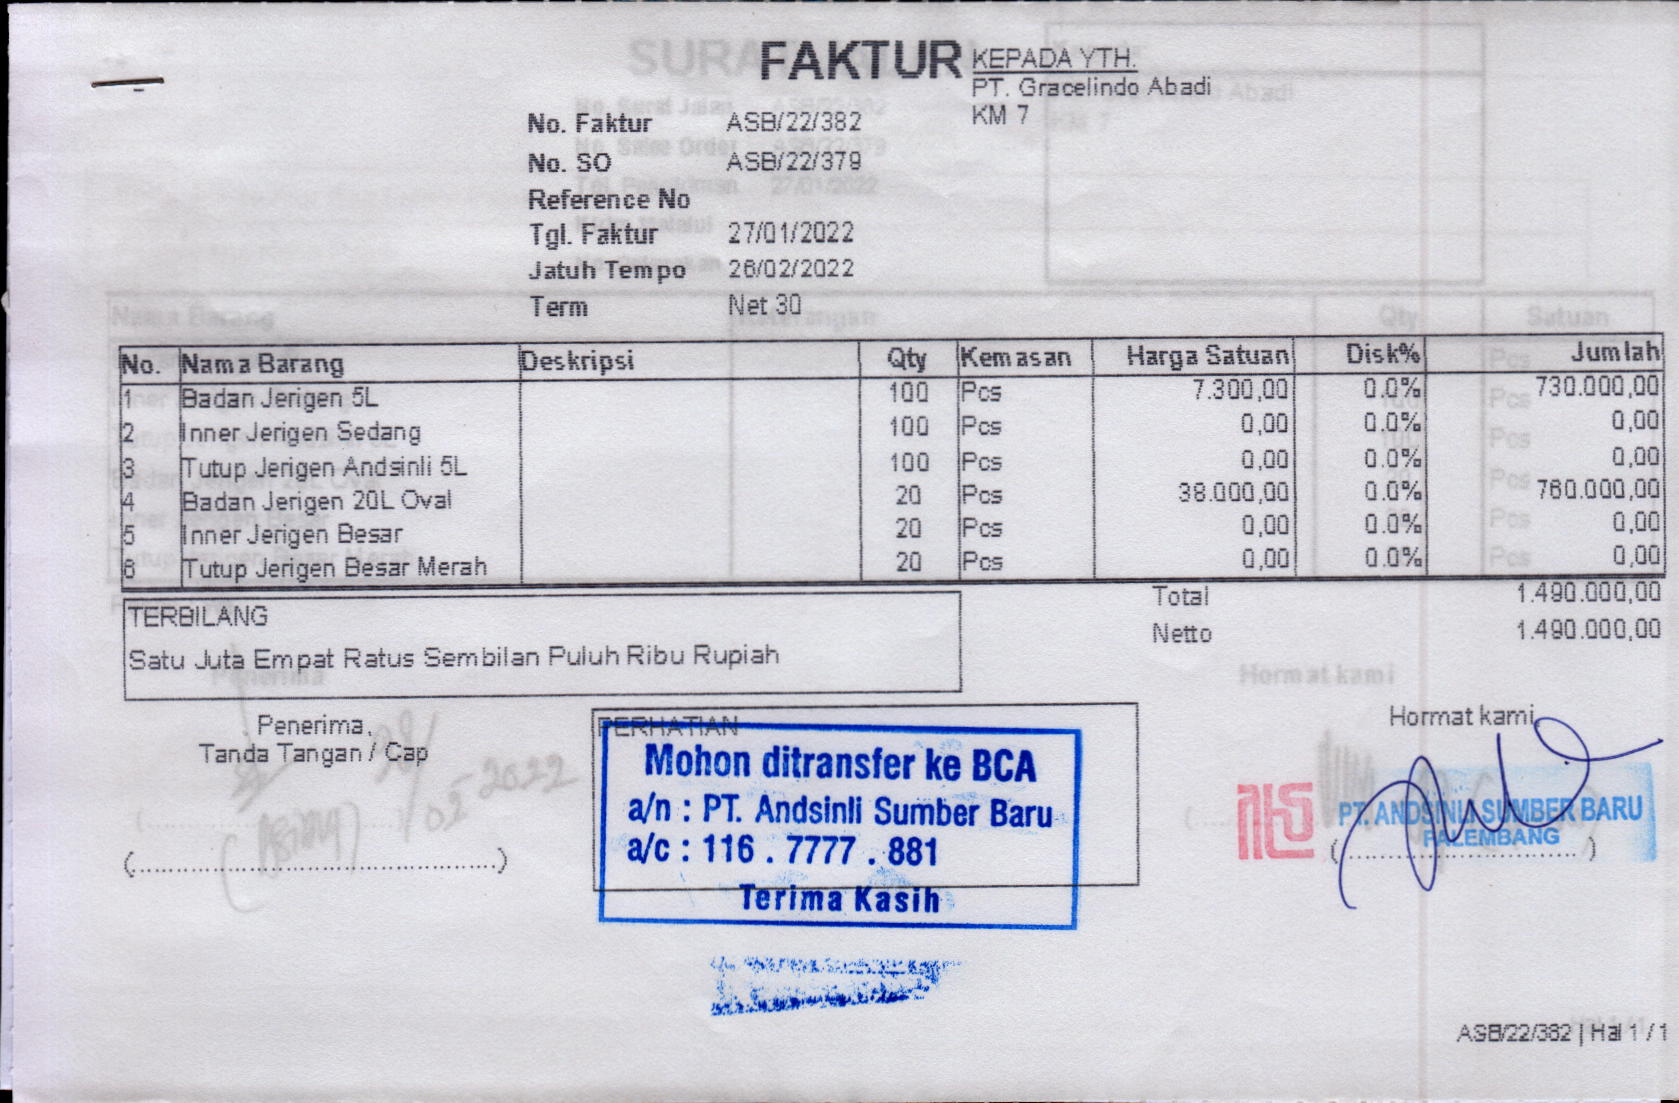 FAKTUR
KEPADA YTH.
PT. Gracelindo Abadi
KM 7
No. Faktur ASB/22/382
No. SO ASB/22/379
Reference No
Tgl. Faktur 27/01/2022
Jatuh Tempo 26/02/2022
Term Net 30
No. Nama Barang Deskripsi Qty Kemasan Harga Satuan Disk% Jumlah
1 Badan Jerigen 5L 100 Pcs 7.300,00 0.0% 730.000,00
2 Inner Jerigen Sedang 100 Pcs 0,00 0.0% 0,00
3 Tutup Jerigen Andsinli 5L 100 Pcs 0,00 0.0% 0,00
4 Badan Jerigen 20L Oval 20 Pcs 38.000,00 0.0% 760.000,00
5 Inner Jerigen Besar 20 Pcs 0,00 0.0% 0,00
6 Tutup Jerigen Besar Merah 20 Pcs 0,00 0.0% 0,00
Total 1.490.000,00
Netto 1.490.000,00
TERBILANG
Satu Juta Empat Ratus Sembilan Puluh Ribu Rupiah
Penerima,
Tanda Tangan / Cap
(................................................)
PERHATIAN
Mohon ditransfer ke BCA
a/n : PT. Andsinli Sumber Baru
a/c : 116 . 7777 . 881
Terima Kasih
Hormat kami,
PT. ANDSINLI SUMBER BARU
PALEMBANG
(................................)
ASB/22/382 | Hal 1 / 1